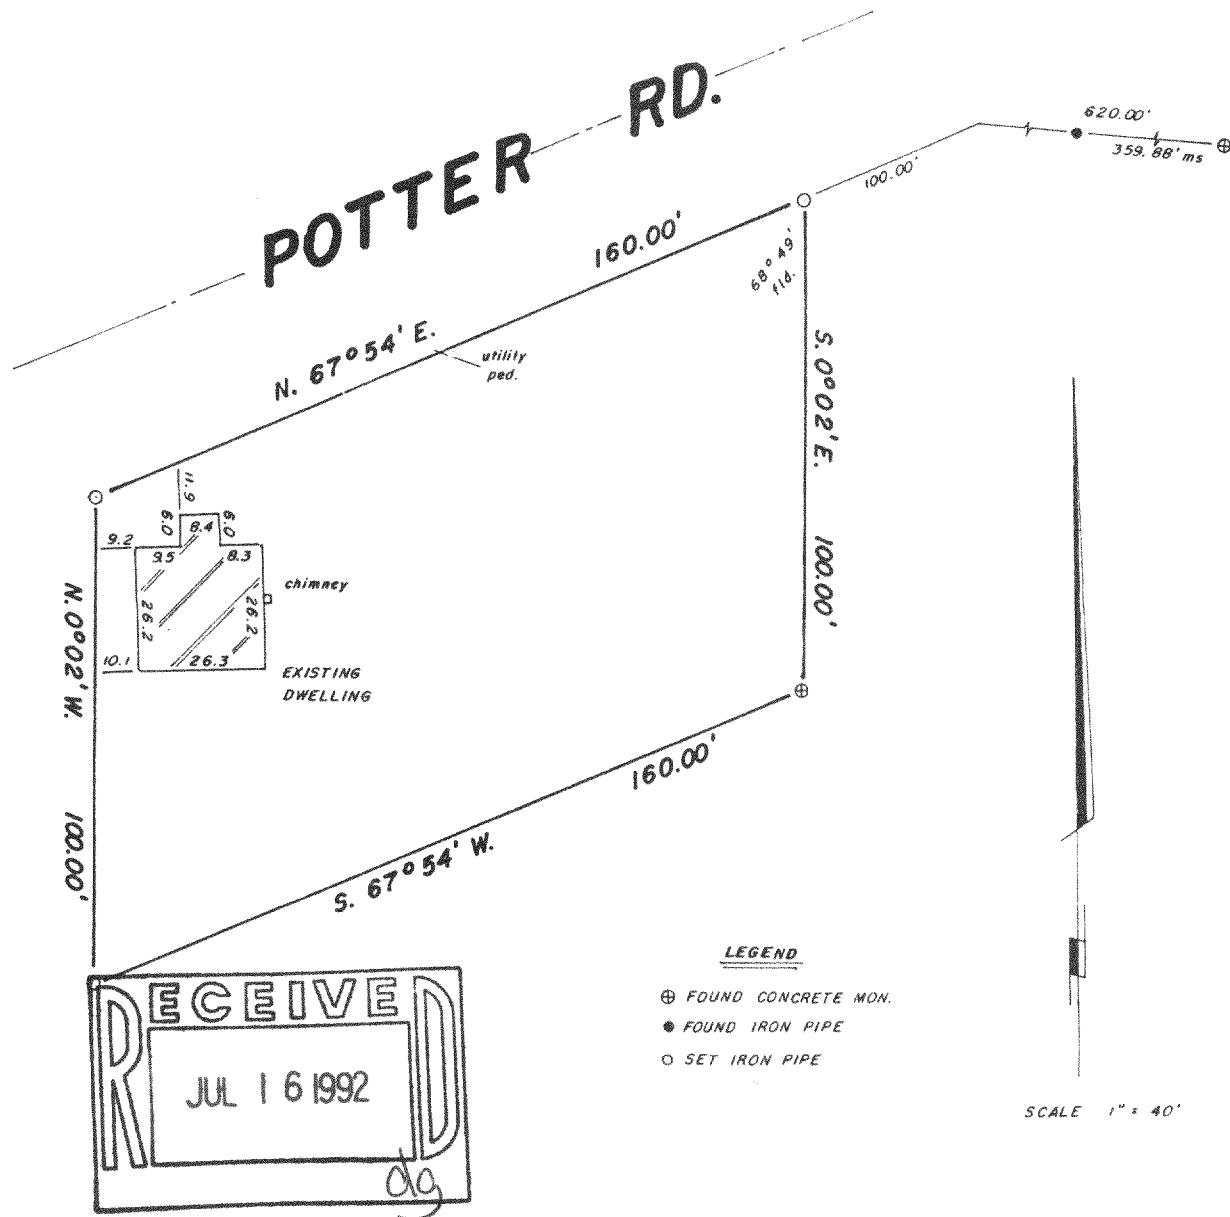 POTTER RD.
620.00'
359.88' ms
100.00'
160.00'
68° 49'
fld.
N. 67° 54' E.
utility
ped.
S. 0° 02' E.
100.00'
11.9
6.0
8.4
6.0
9.2
9.5
8.3
chimney
26.2
26.2
N. 0° 02' W.
10.1
26.3
EXISTING
DWELLING
160.00'
100.00'
S. 67° 54' W.
LEGEND
⊕ FOUND CONCRETE MON.
● FOUND IRON PIPE
○ SET IRON PIPE
SCALE 1" = 40'
RECEIVED
JUL 16 1992